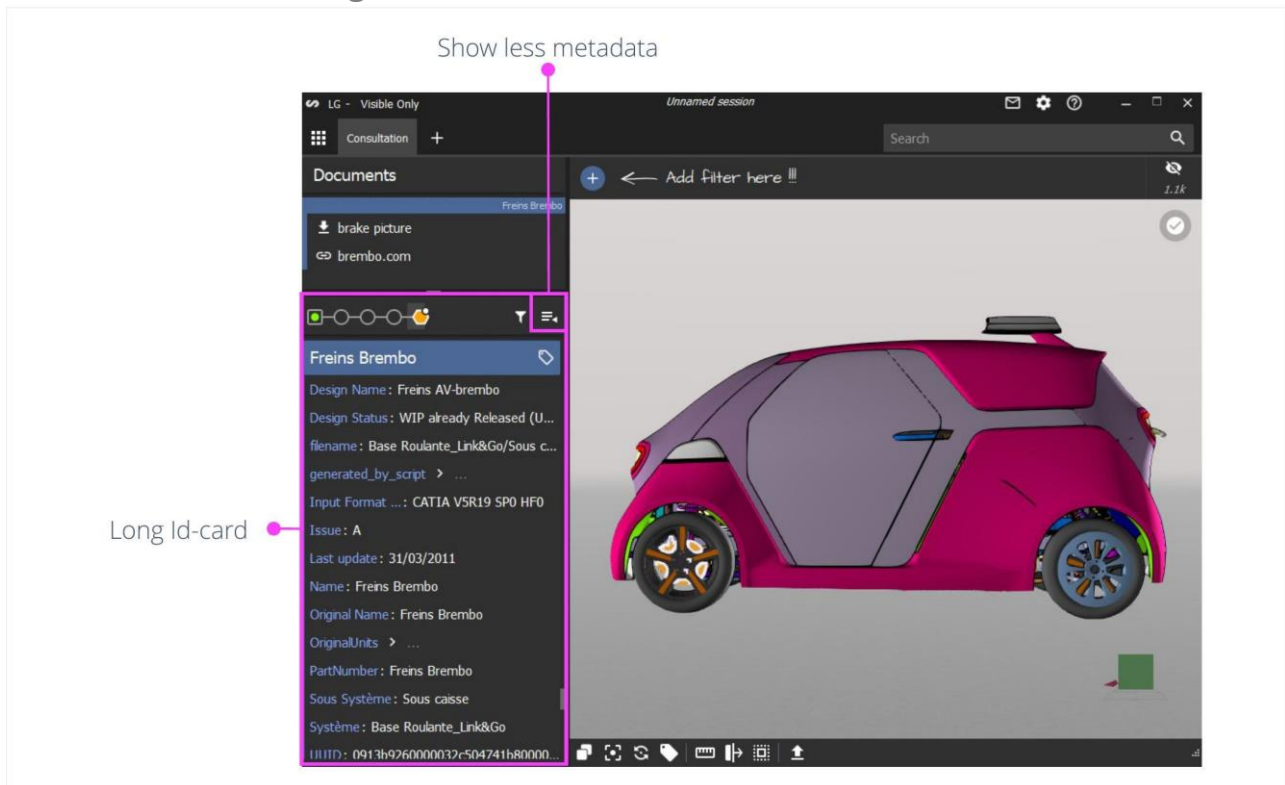 Show less metadata
LG - Visible Only
Unnamed session
Consultation
Search
Documents
Add filter here !!!
1.1k
Freins Brembo
brake picture
brembo.com
Freins Brembo
Design Name : Freins AV-brembo
Design Status : WIP already Released (U...
filename : Base Roulante_Link&Go/Sous c...
generated_by_script > ...
Input Format ... : CATIA V5R19 SP0 HF0
Long Id-card
Issue : A
Last update : 31/03/2011
Name : Freins Brembo
Original Name : Freins Brembo
OriginalUnits > ...
PartNumber : Freins Brembo
Sous Système : Sous caisse
Système : Base Roulante_Link&Go
UUID : 0913b9260000032c504741b80000...